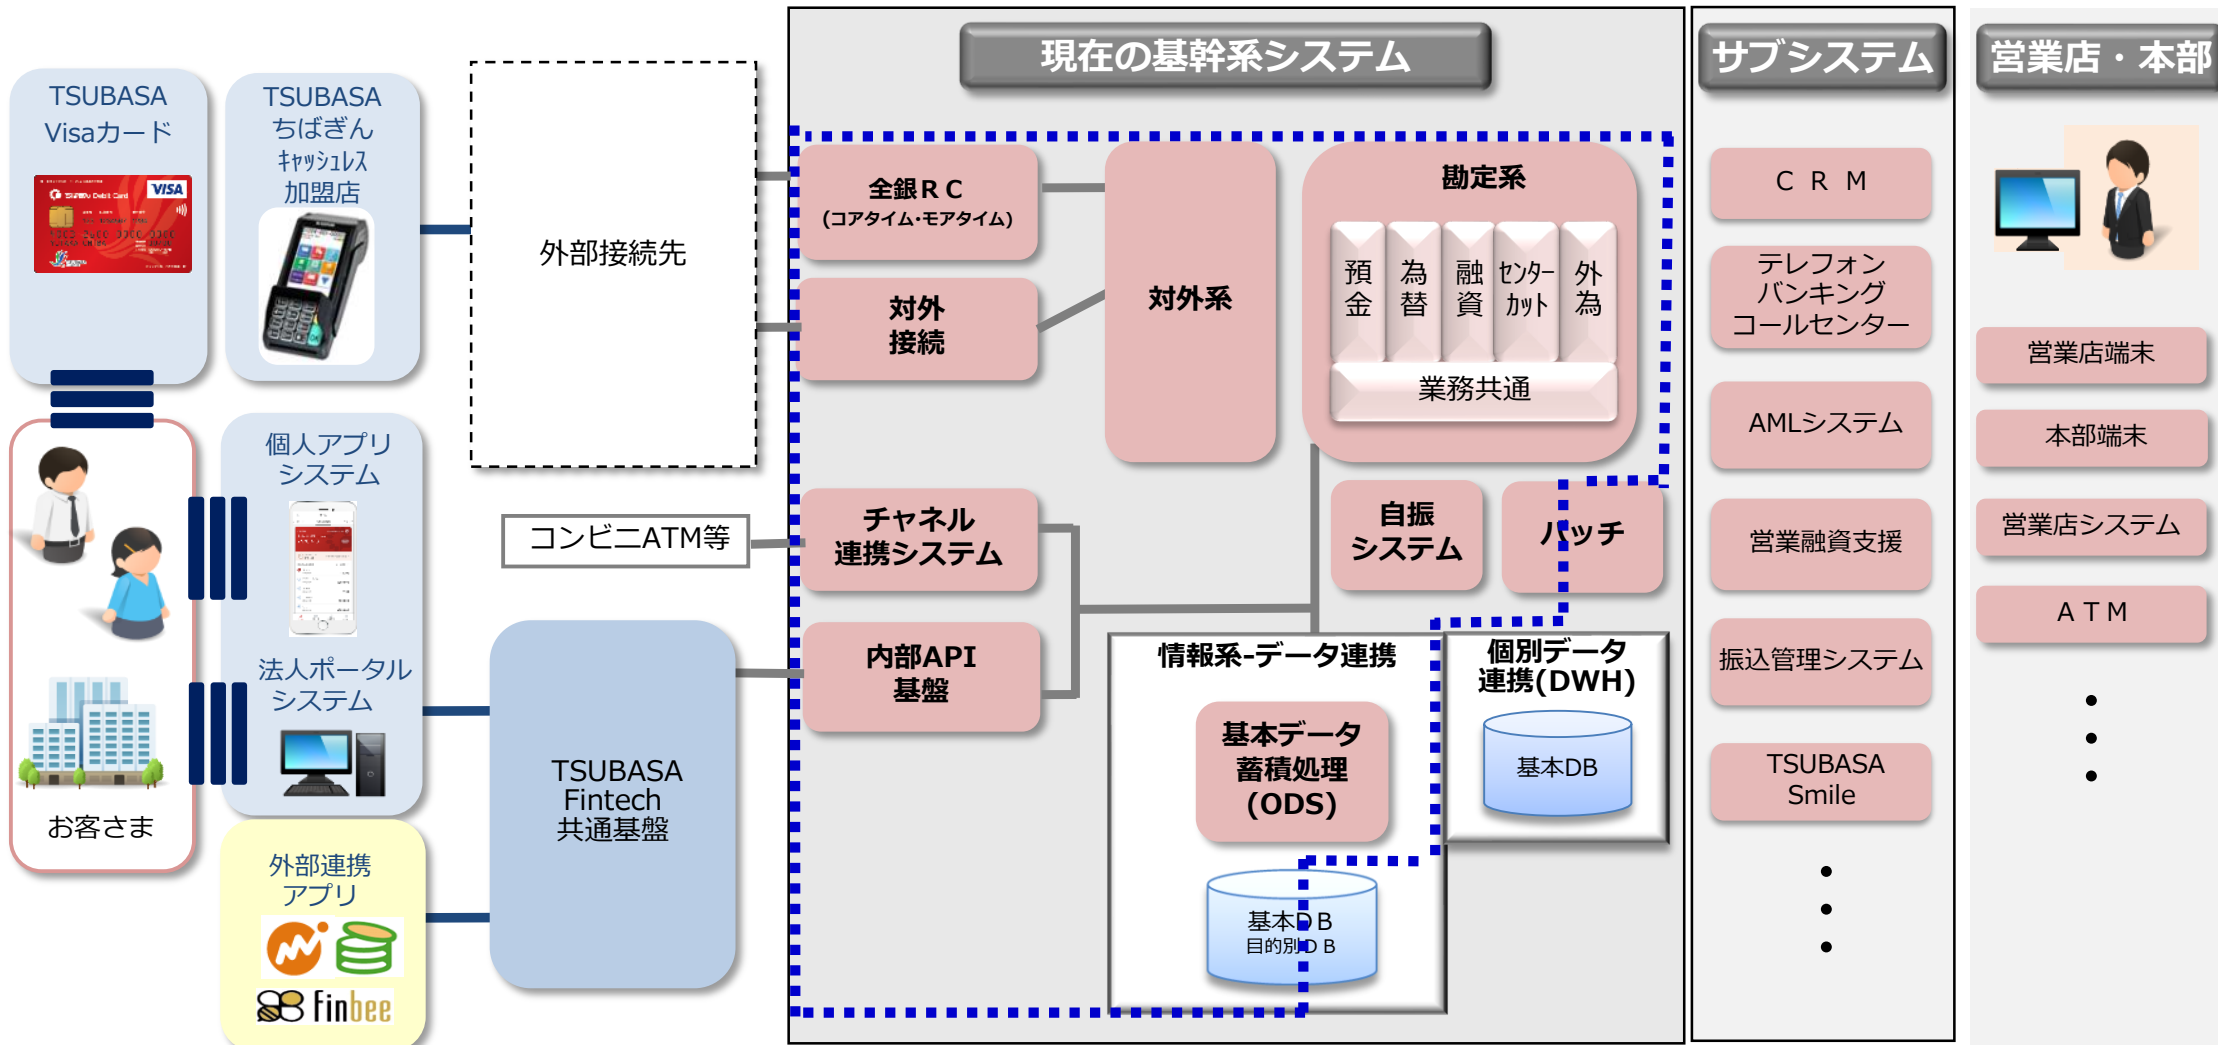 TSUBASA
Visaカード
VISA
Debit Card
TSUBASA
ちばぎん
ｷｬｯｼｭﾚｽ
加盟店
外部接続先
コンビニATM等
個人アプリ
システム
法人ポータル
システム
お客さま
外部連携
アプリ
finbee
TSUBASA
Fintech
共通基盤
現在の基幹系システム
全銀ＲＣ
(コアタイム･モアタイム)
対外
接続
対外系
勘定系
預金
為替
融資
ｾﾝﾀｰ
ｶｯﾄ
外為
業務共通
チャネル
連携システム
内部API
基盤
自振
システム
バッチ
情報系-データ連携
基本データ
蓄積処理
(ODS)
基本ＤＢ
目的別ＤＢ
個別データ
連携(DWH)
基本DB
サブシステム
ＣＲＭ
テレフォン
バンキング
コールセンター
AMLシステム
営業融資支援
振込管理システム
TSUBASA
Smile
営業店・本部
営業店端末
本部端末
営業店システム
ＡＴＭ